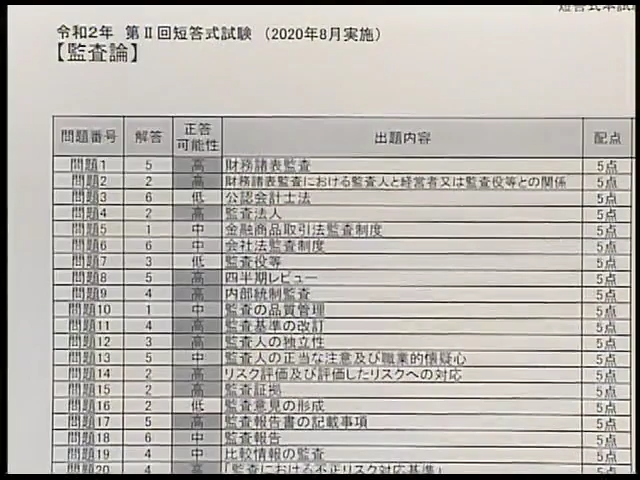 短答式本試
令和2年 第Ⅱ回短答式試験 （2020年8月実施）
【監査論】
問題番号 解答 正答可能性 出題内容 配点
問題1 5 高 財務諸表監査 5点
問題2 2 高 財務諸表監査における監査人と経営者又は監査役等との関係 5点
問題3 6 低 公認会計士法 5点
問題4 2 高 監査法人 5点
問題5 1 中 金融商品取引法監査制度 5点
問題6 6 中 会社法監査制度 5点
問題7 3 低 監査役等 5点
問題8 5 高 四半期レビュー 5点
問題9 4 高 内部統制監査 5点
問題10 1 中 監査の品質管理 5点
問題11 4 高 監査基準の改訂 5点
問題12 3 高 監査人の独立性 5点
問題13 5 中 監査人の正当な注意及び職業的懐疑心 5点
問題14 2 高 リスク評価及び評価したリスクへの対応 5点
問題15 2 高 監査証拠 5点
問題16 2 低 監査意見の形成 5点
問題17 5 高 監査報告書の記載事項 5点
問題18 6 中 監査報告 5点
問題19 4 中 比較情報の監査 5点
問題20 4 高 「監査における不正リスク対応基準」 5点